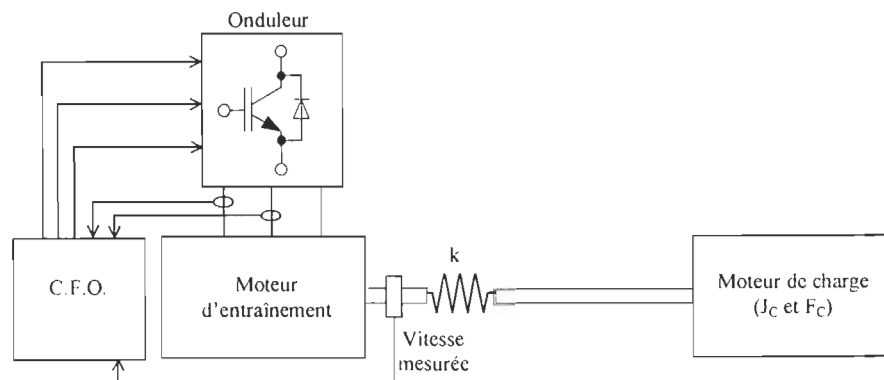 Onduleur
C.F.O.
Moteur
d'entraînement
k
Vitesse
mesurée
Moteur de charge
(J_C et F_C)